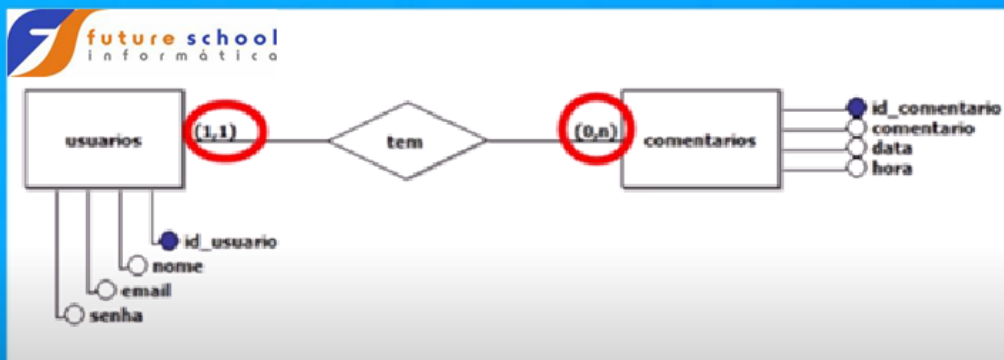 future school
informática
usuarios
(1,1)
tem
(0,n)
comentarios
id_comentario
comentario
data
hora
id_usuario
nome
email
senha